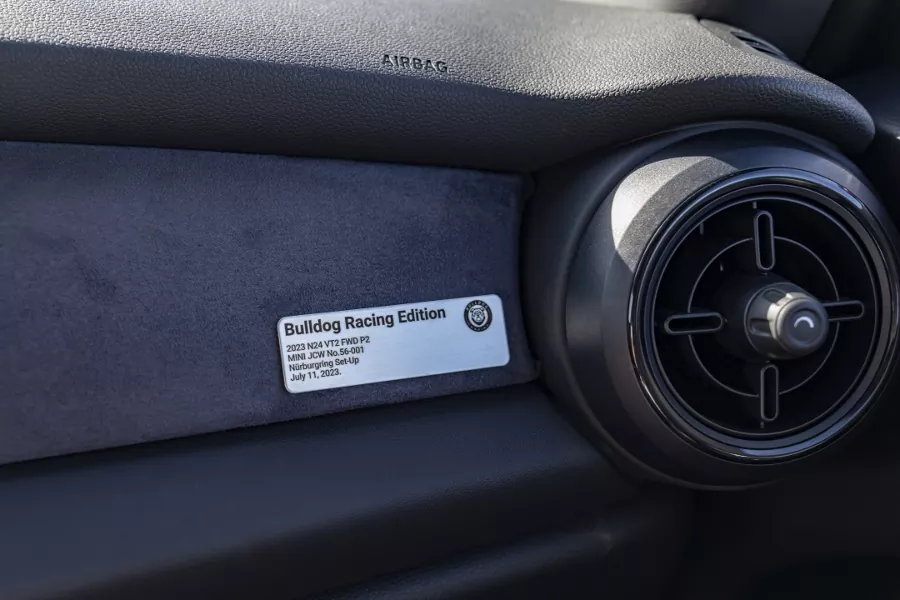 AIRBAG
Bulldog Racing Edition
2023 N24 VT2 FWD P2
MINI JCW No.56-001
Nürburgring Set-Up
July 11, 2023.